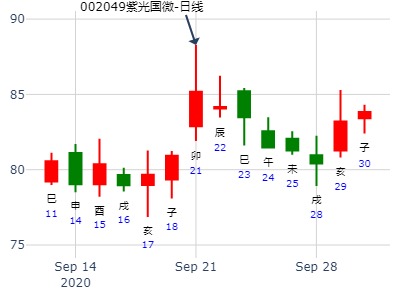 002049紫光国微-日线
90
85
80
75
巳
11
申
14
酉
15
戌
16
亥
17
子
18
卯
21
辰
22
巳
23
午
24
未
25
戌
28
亥
29
子
30
Sep 14
2020
Sep 21
Sep 28